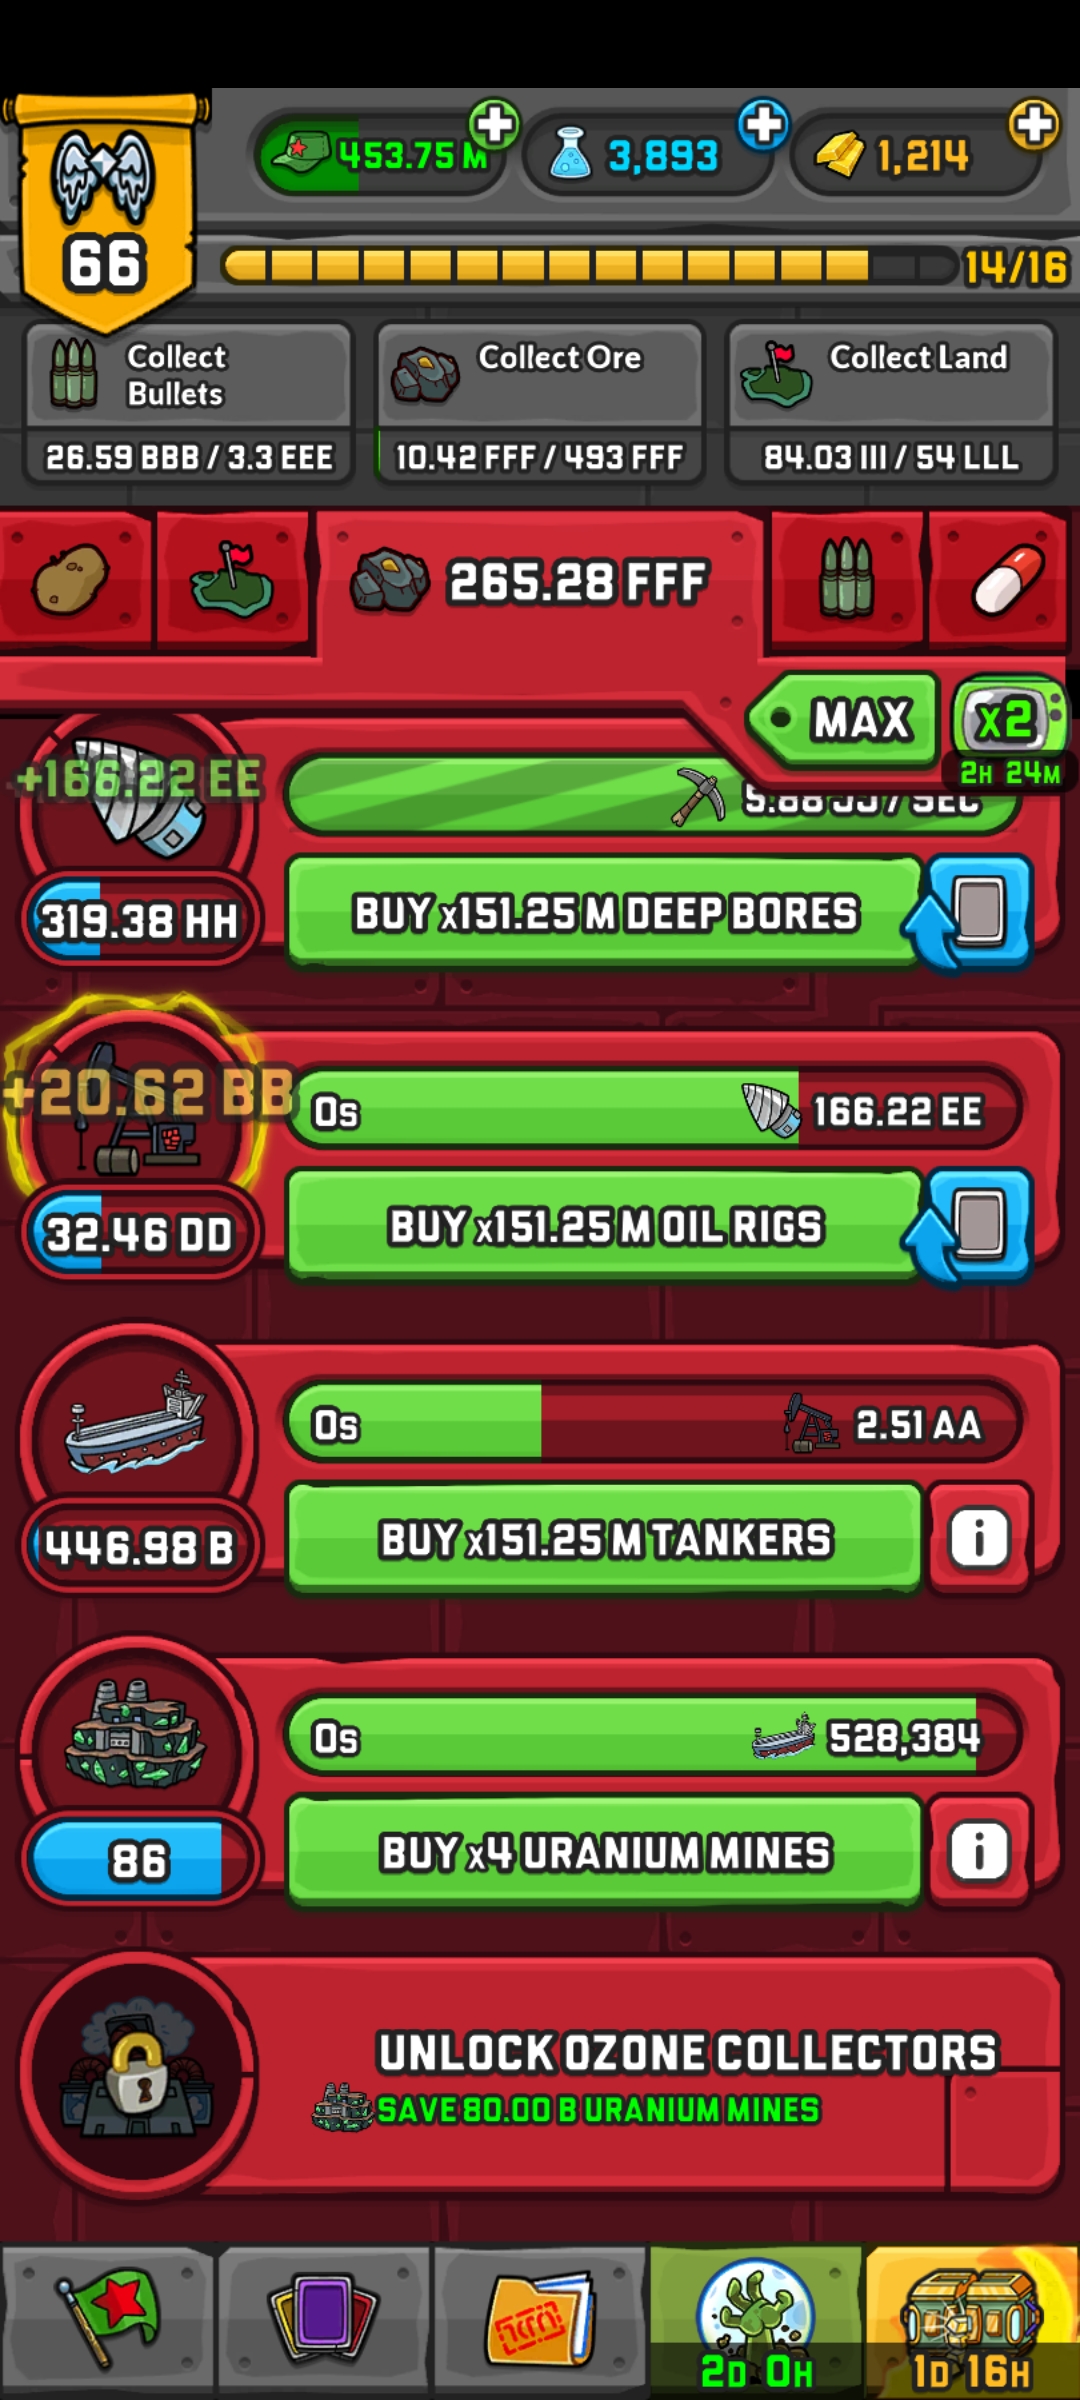 453.75 M
3,893
1,214
66
14/16
Collect
Bullets
Collect Ore
Collect Land
26.59 BBB / 3.3 EEE
10.42 FFF / 493 FFF
84.03 III / 54 LLL
265.28 FFF
MAX
x2
2H 24M
+166.22 EE
5.88 JJ / SEC
319.38 HH
BUY x151.25 M DEEP BORES
+20.62 BB
0s
166.22 EE
32.46 DD
BUY x151.25 M OIL RIGS
0s
2.51 AA
446.98 B
BUY x151.25 M TANKERS
i
0s
528,384
86
BUY x4 URANIUM MINES
i
UNLOCK OZONE COLLECTORS
SAVE 80.00 B URANIUM MINES
2D 0H
1D 16H